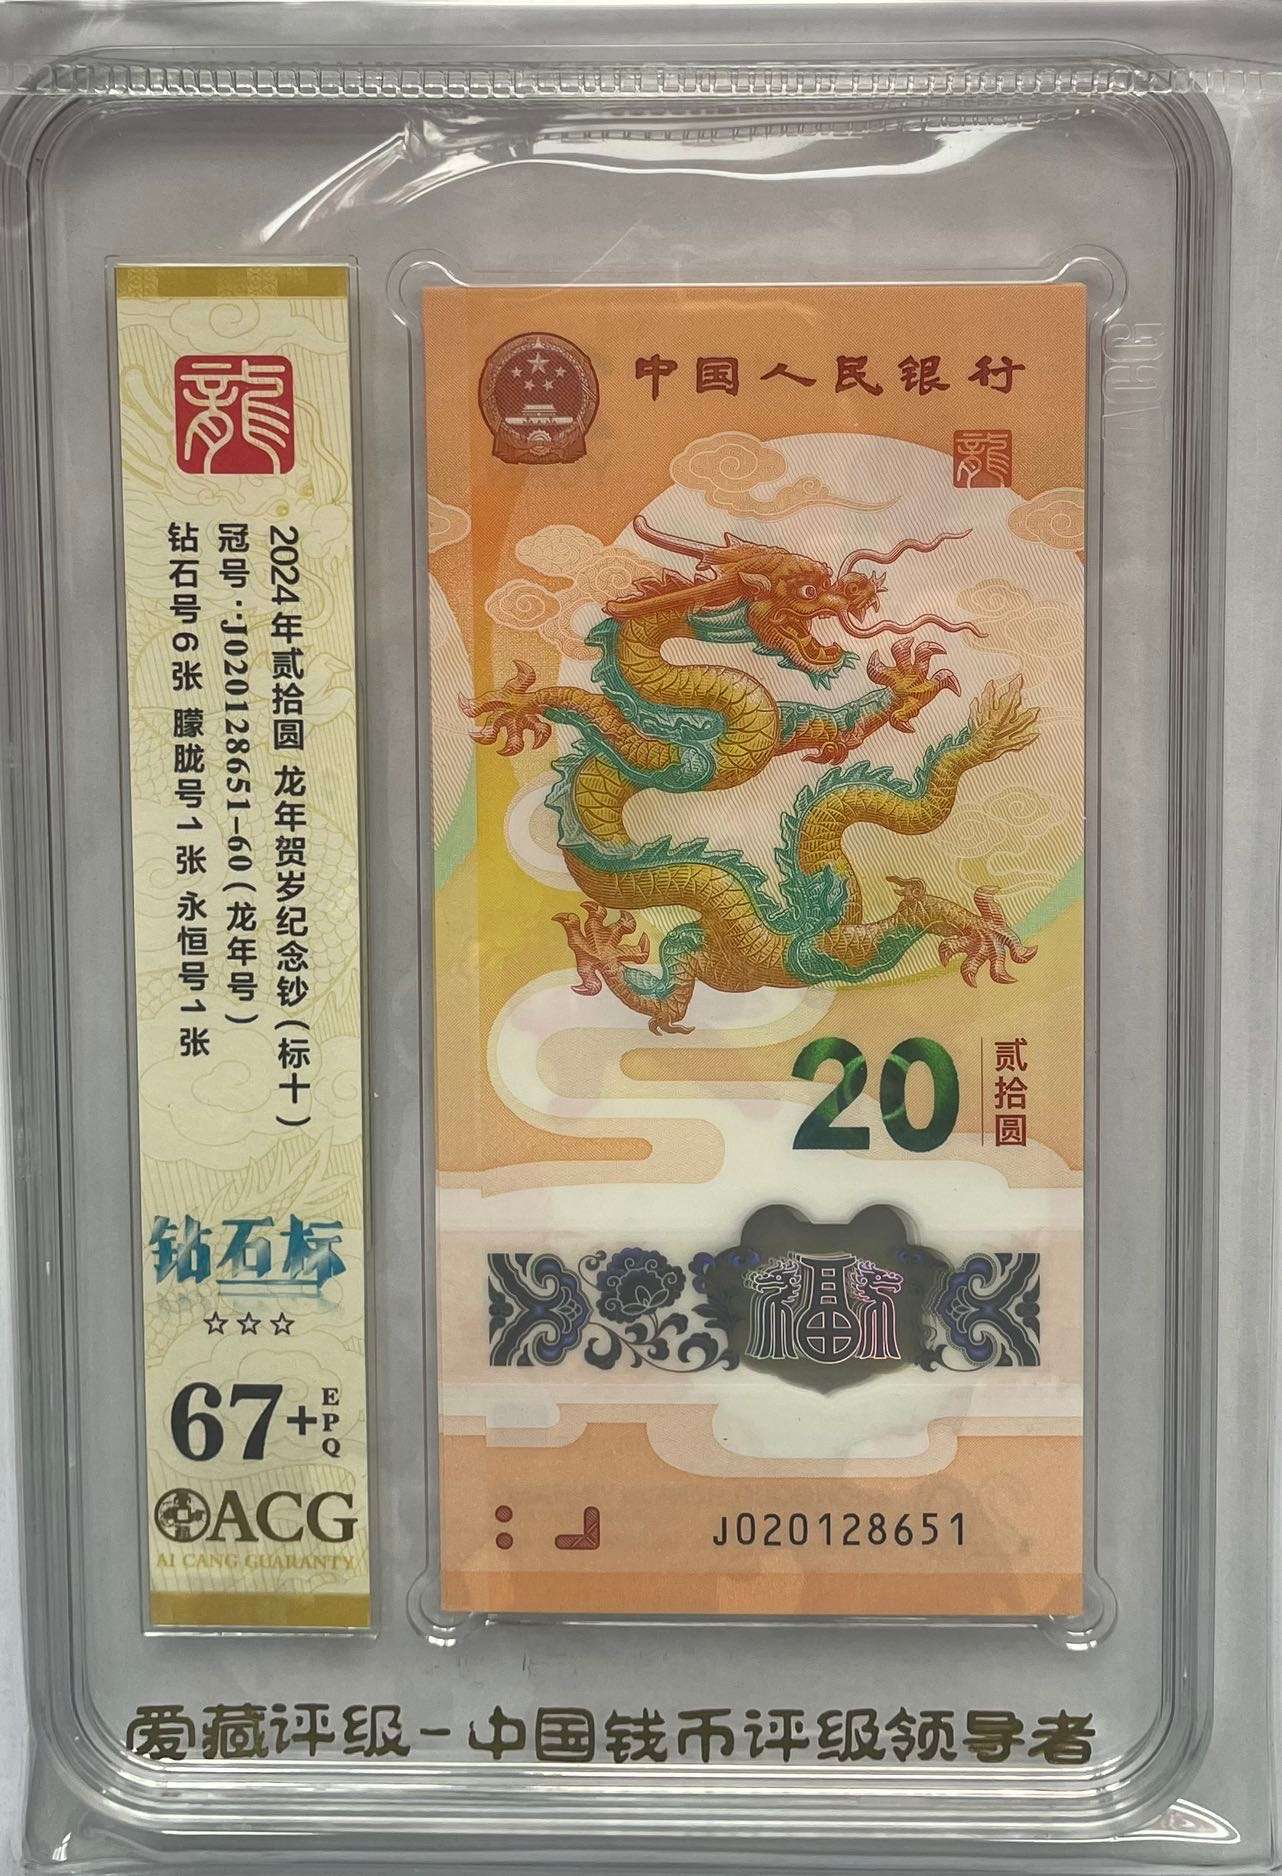 龍
2024年贰拾圆 龙年贺岁纪念钞(标十)
冠号:J020128651-60(龙年号)
钻石号6张 朦胧号1张 永恒号1张
钻石标
67+
EPQ
ACG
AI CANG GUARANTY
中国人民银行
龍
20
贰拾圆
福
J020128651
爱藏评级-中国钱币评级领导者